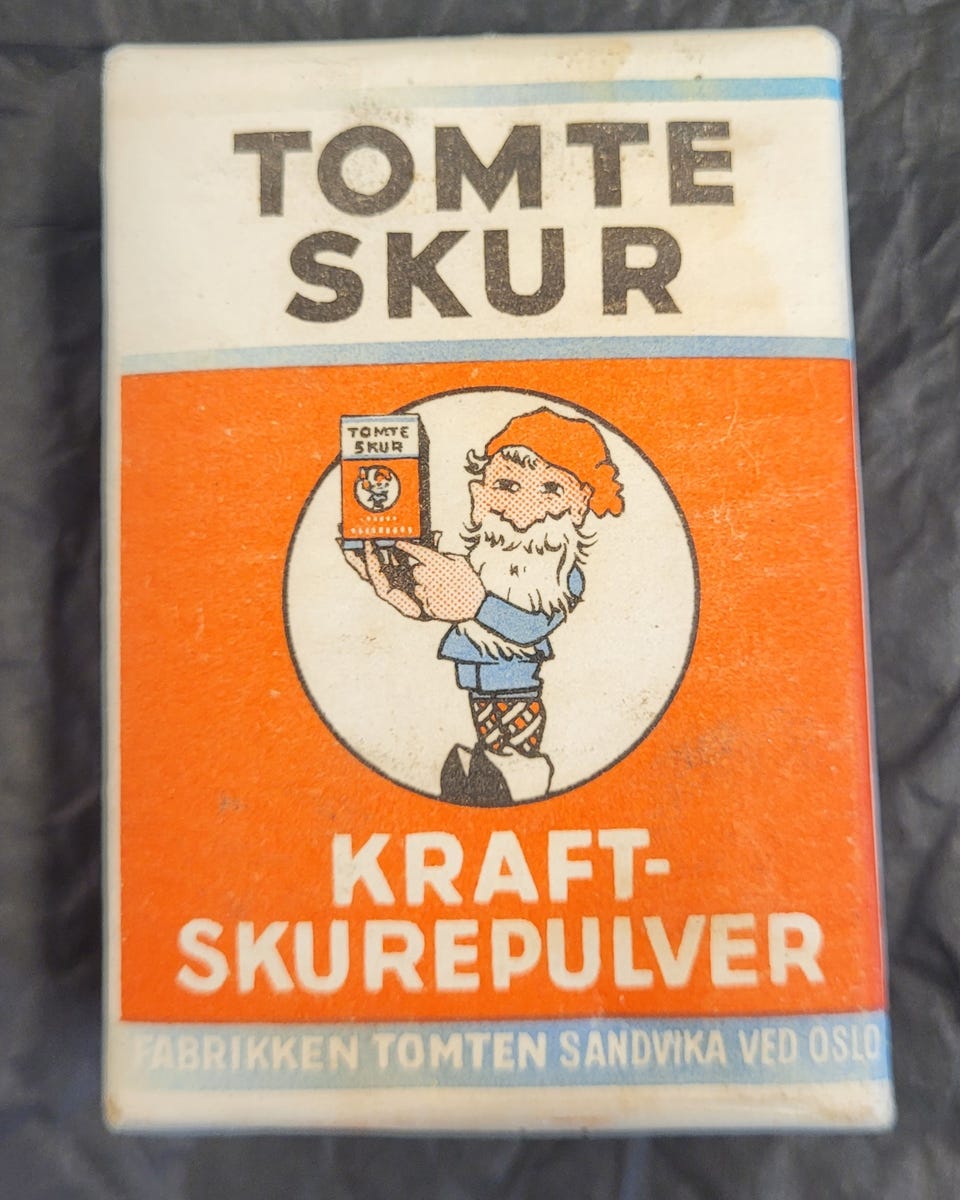 TOMTE
SKUR
TOMTE
SKUR
KRAFT-
SKUREPULVER
FABRIKKEN TOMTEN SANDVIKA VED OSLO